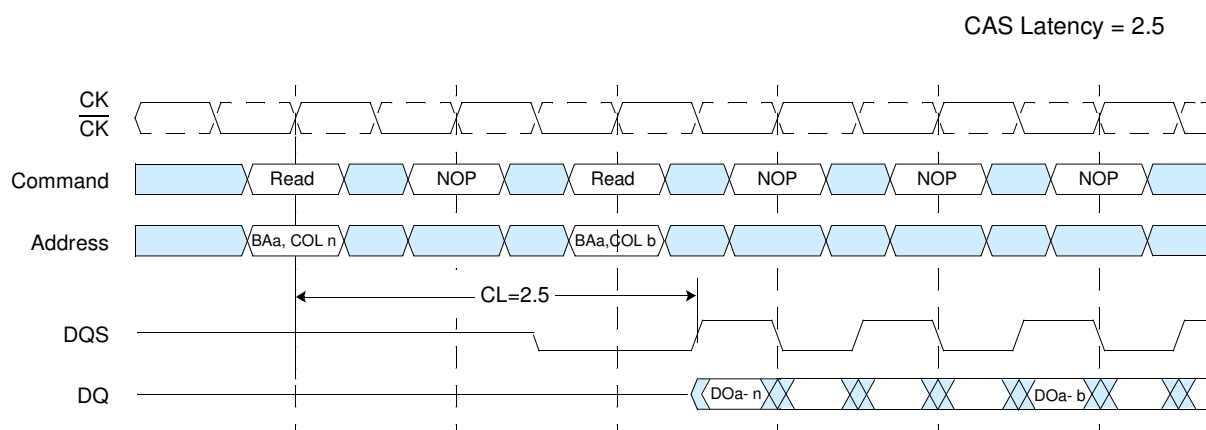 CAS Latency = 2.5
CK
CK
Command
Read
NOP
Read
NOP
NOP
NOP
Address
BAa, COL n
BAa,COL b
CL=2.5
DQS
DQ
DOa- n
DOa- b